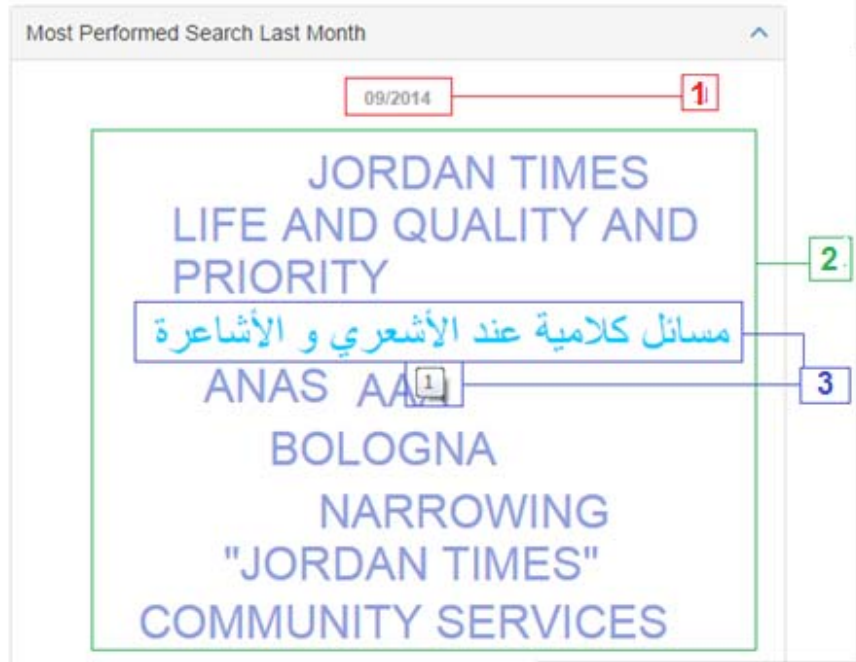 Most Performed Search Last Month
09/2014
1
JORDAN TIMES
LIFE AND QUALITY AND
PRIORITY
2
مسائل كلامية عند الأشعري و الأشاعرة
ANAS AAA
1
3
BOLOGNA
NARROWING
"JORDAN TIMES"
COMMUNITY SERVICES